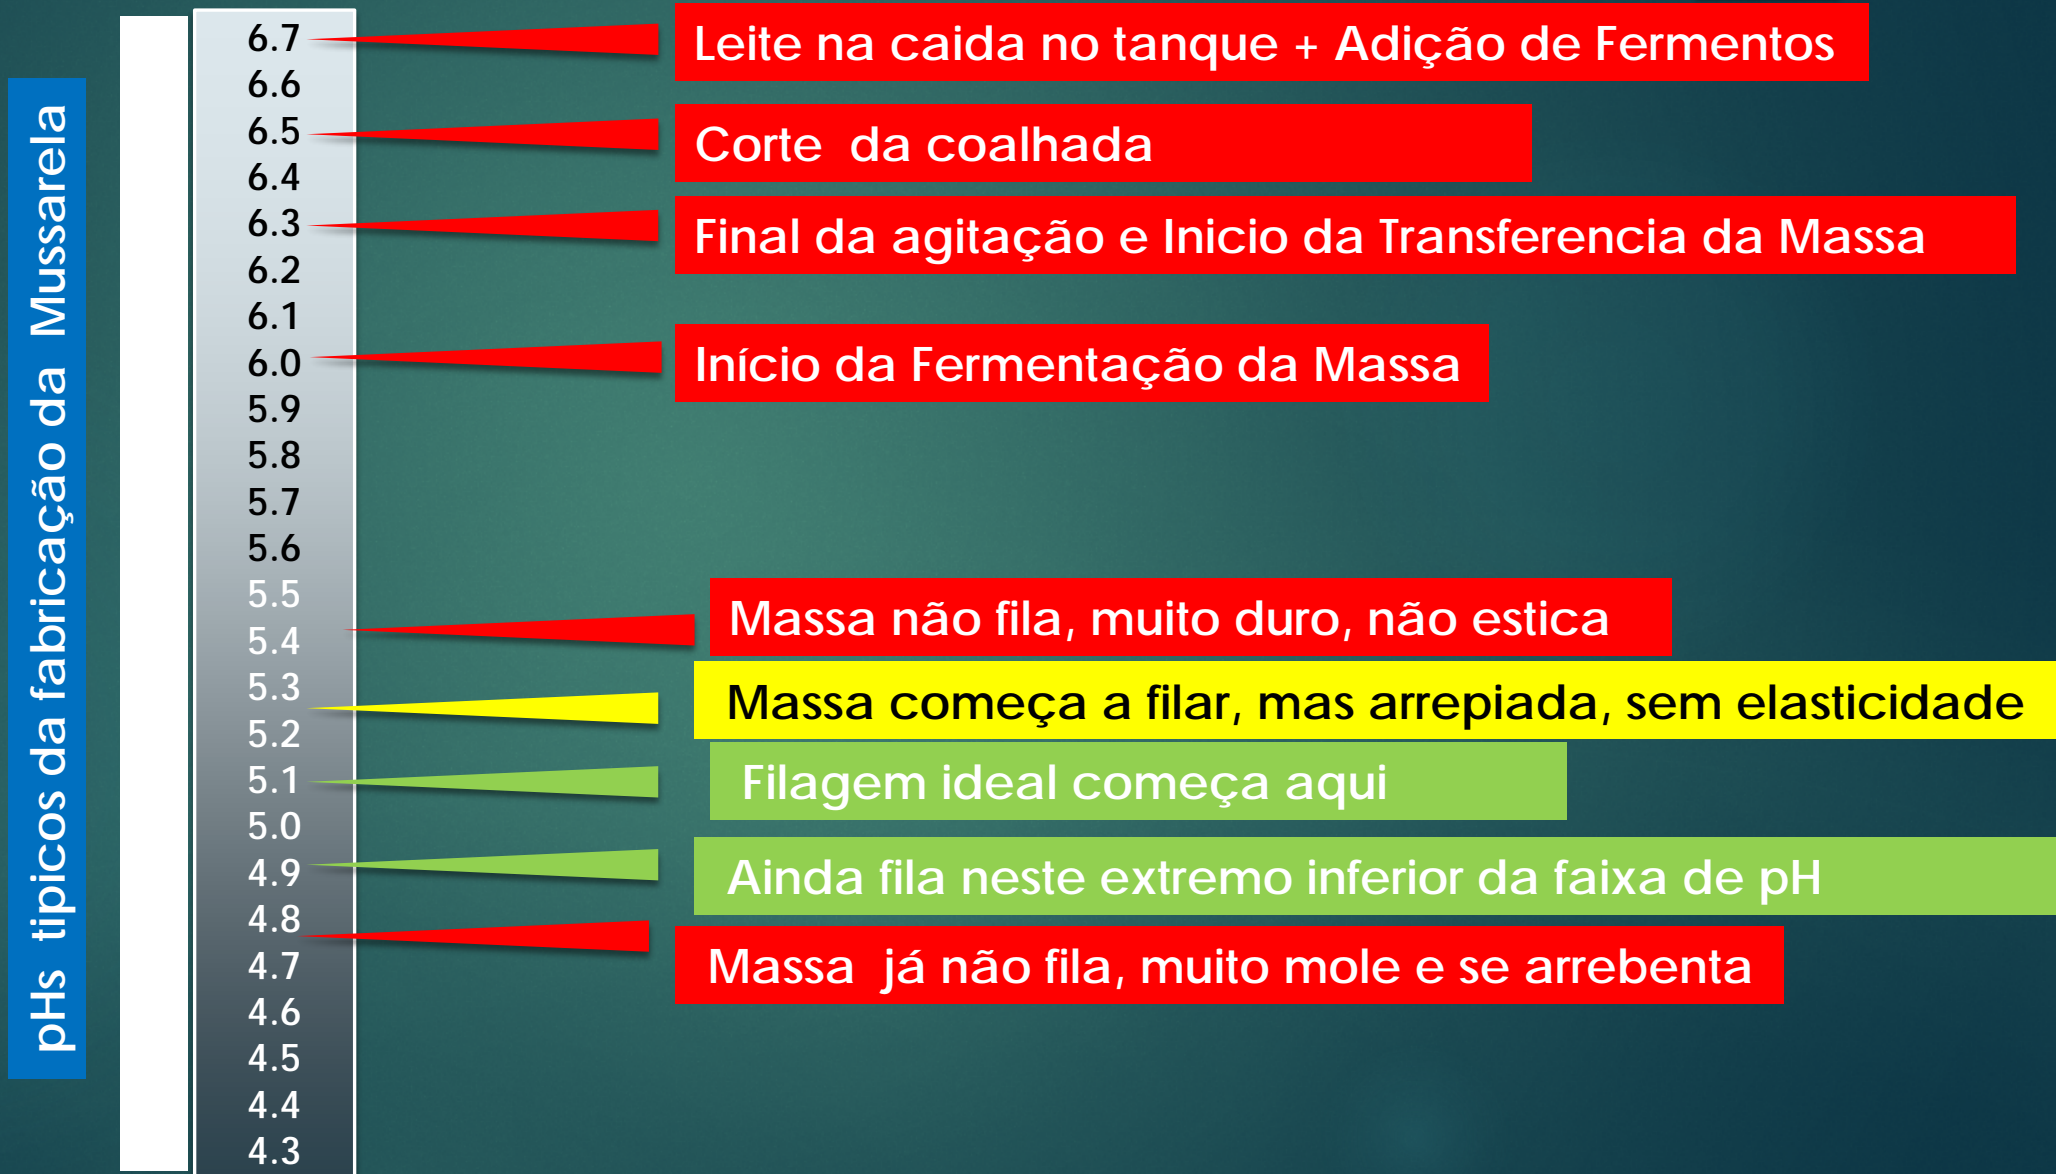 pHs tipicos da fabricação da Mussarela
6.7
Leite na caida no tanque + Adição de Fermentos
6.6
6.5
Corte da coalhada
6.4
6.3
Final da agitação e Inicio da Transferencia da Massa
6.2
6.1
6.0
Início da Fermentação da Massa
5.9
5.8
5.7
5.6
5.5
5.4
Massa não fila, muito duro, não estica
5.3
Massa começa a filar, mas arrepiada, sem elasticidade
5.2
5.1
Filagem ideal começa aqui
5.0
4.9
Ainda fila neste extremo inferior da faixa de pH
4.8
Massa já não fila, muito mole e se arrebenta
4.7
4.6
4.5
4.4
4.3